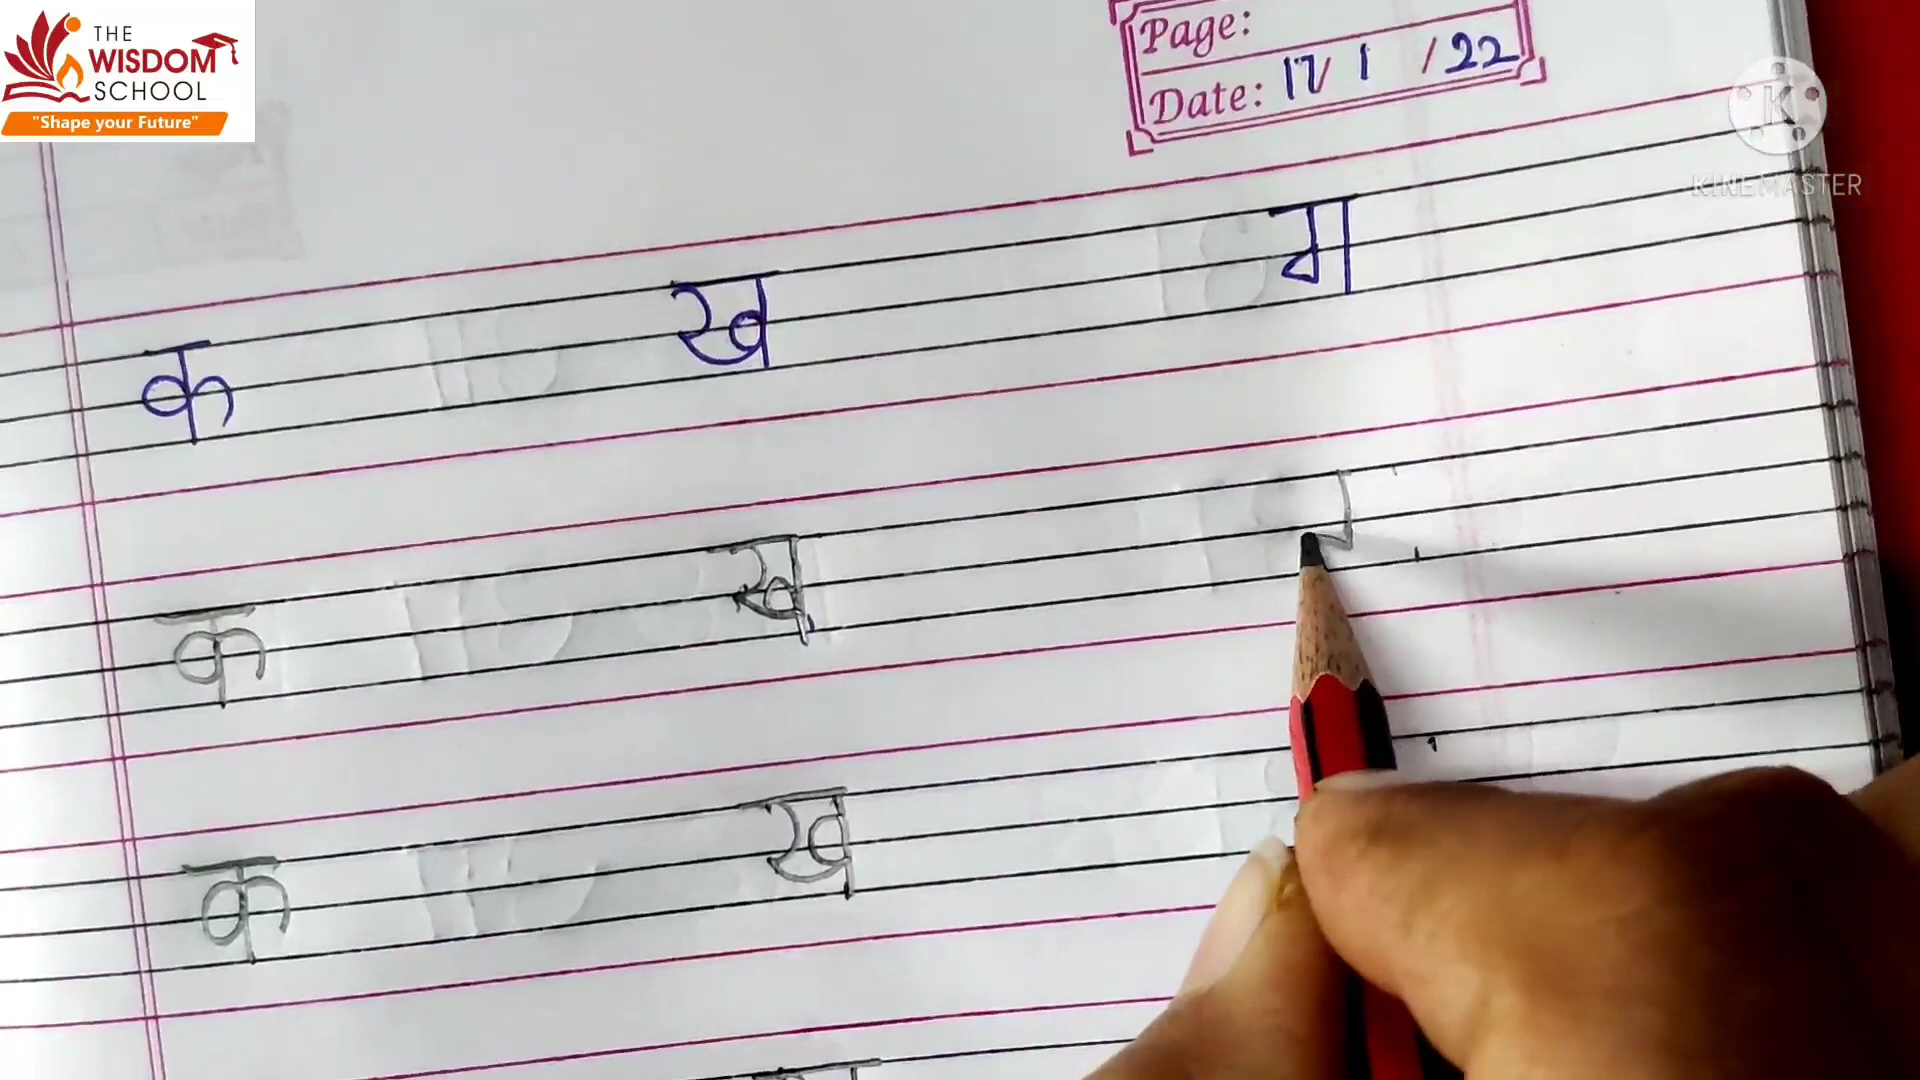 THE
WISDOM
SCHOOL
"Shape your Future"
Page:
Date: 17/ 1 /22
K
KINEMASTER
क ख ग
क ख
क ख